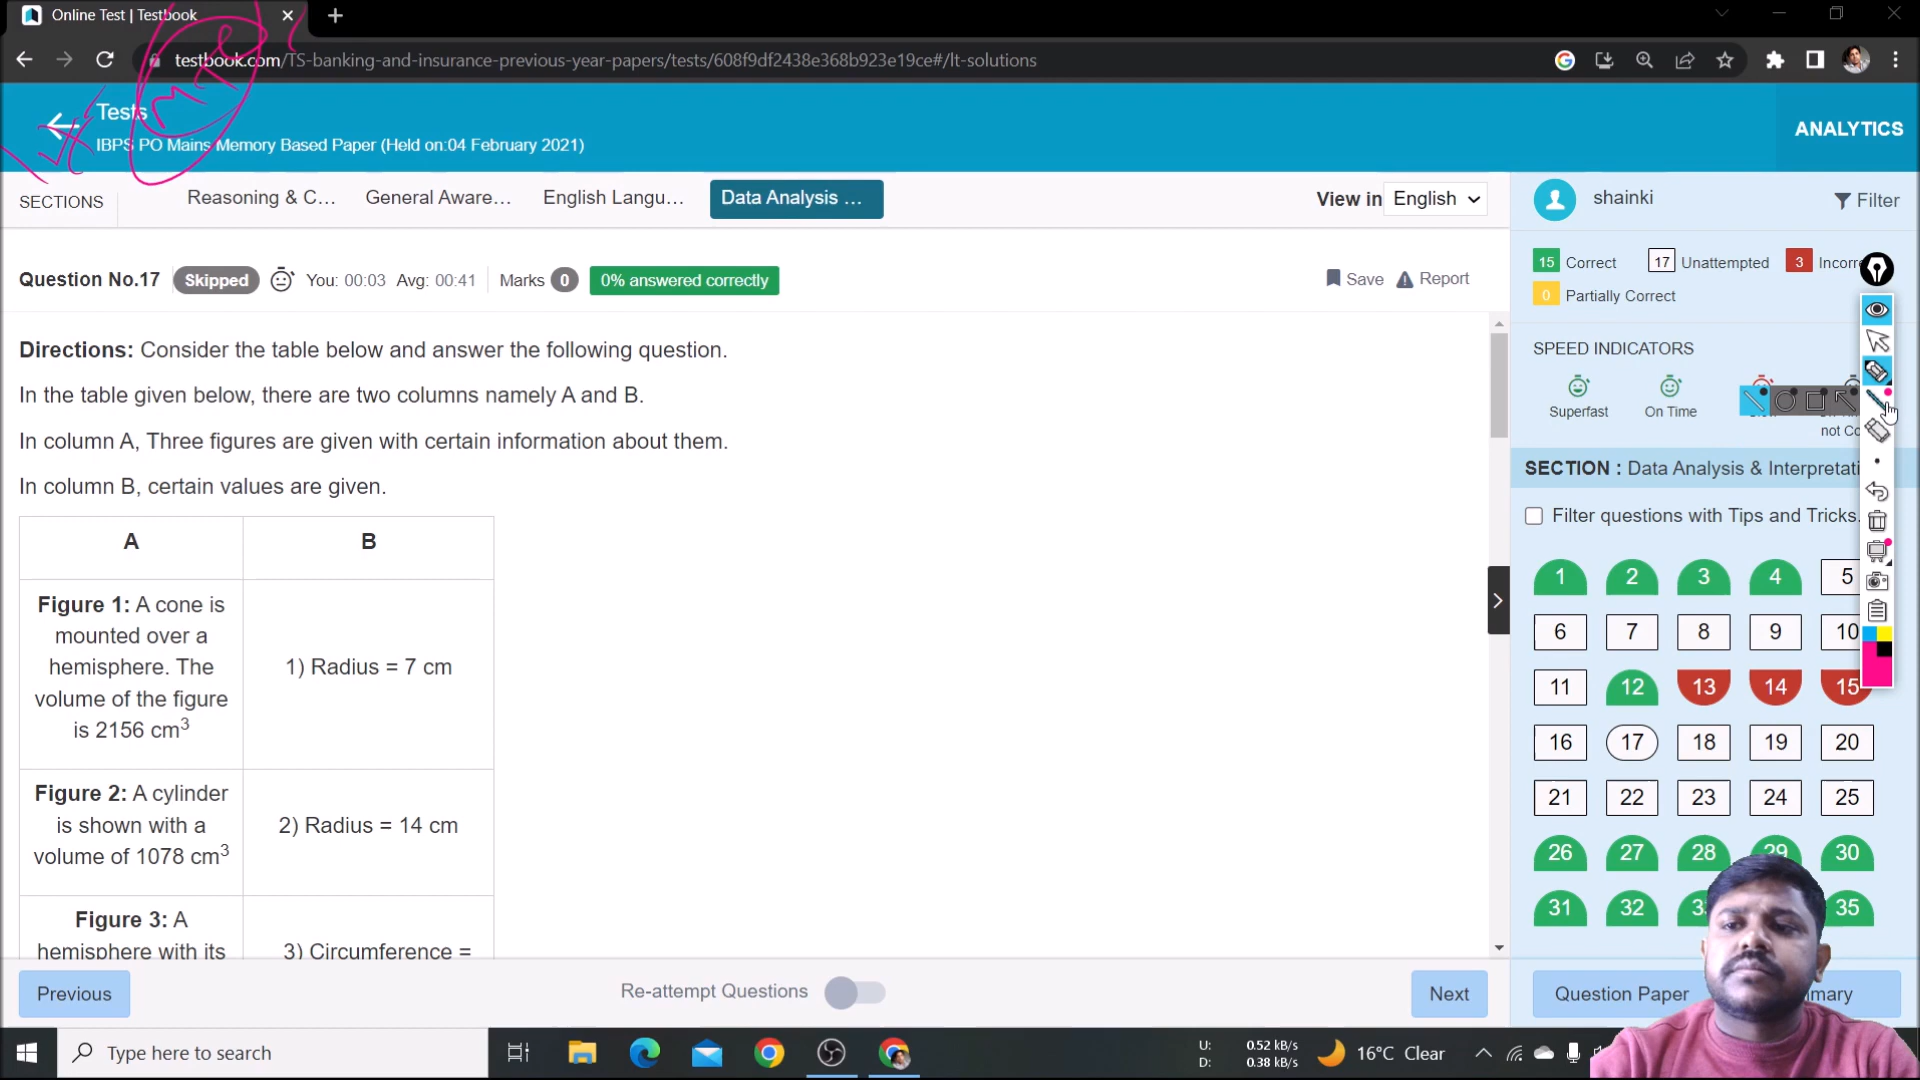 Online Test | Testbook
testbook.com/TS-banking-and-insurance-previous-year-papers/tests/608f9df2438e368b923e19ce#/lt-solutions
Tests
IBPS PO Mains Memory Based Paper (Held on:04 February 2021)
ANALYTICS
SECTIONS
Reasoning & C...
General Aware...
English Langu...
Data Analysis ...
View in English
shainki
Filter
Question No.17 Skipped You: 00:03 Avg: 00:41 Marks 0 0% answered correctly
Save Report
15 Correct 17 Unattempted 3 Incorre
0 Partially Correct
Directions: Consider the table below and answer the following question.
In the table given below, there are two columns namely A and B.
In column A, Three figures are given with certain information about them.
In column B, certain values are given.
A B
Figure 1: A cone is
mounted over a
hemisphere. The
volume of the figure
is 2156 cm³
1) Radius = 7 cm
Figure 2: A cylinder
is shown with a
volume of 1078 cm³
2) Radius = 14 cm
Figure 3: A
hemisphere with its
3) Circumference =
SPEED INDICATORS
Superfast
On Time
not Co
SECTION : Data Analysis & Interpretati
Filter questions with Tips and Tricks.
1 2 3 4 5
6 7 8 9 10
11 12 13 14 15
16 17 18 19 20
21 22 23 24 25
26 27 28 29 30
31 32 35
Previous
Re-attempt Questions
Next
Question Paper
mary
Type here to search
U: 0.52 kB/s
D: 0.38 kB/s
16°C Clear